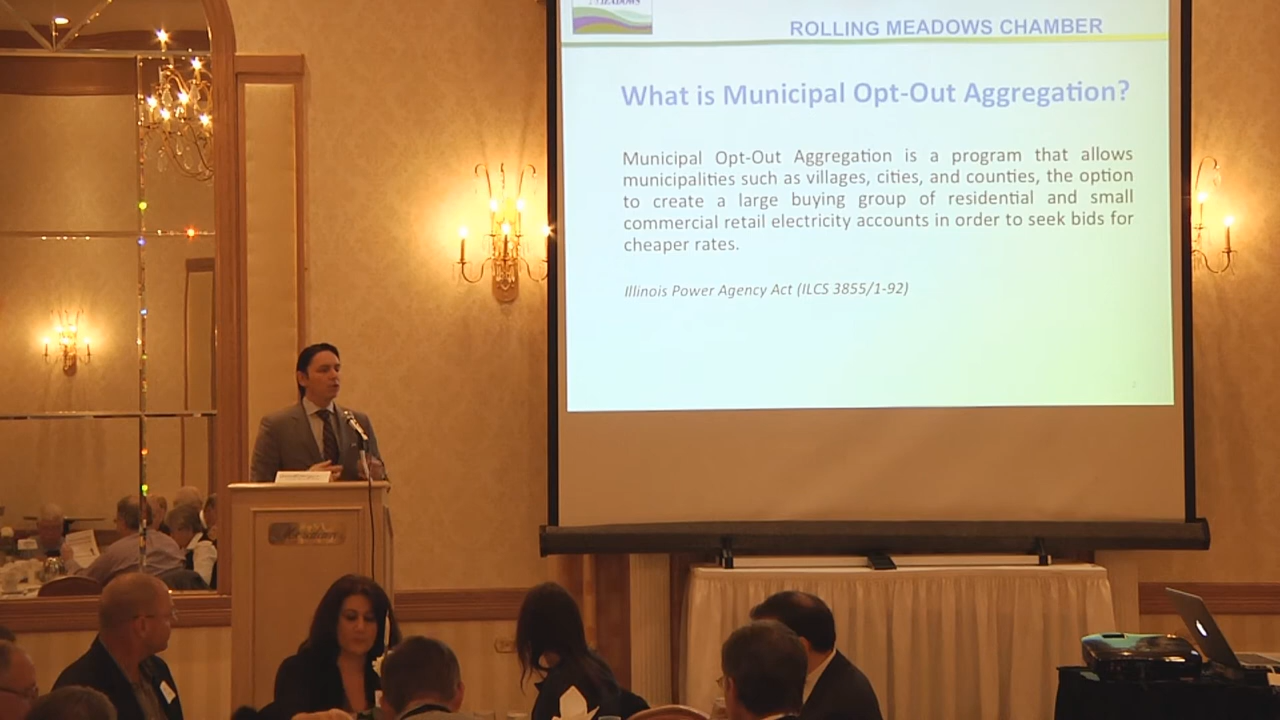 MEADOWS
ROLLING MEADOWS CHAMBER
What is Municipal Opt-Out Aggregation?
Municipal Opt-Out Aggregation is a program that allows
municipalities such as villages, cities, and counties, the option
to create a large buying group of residential and small
commercial retail electricity accounts in order to seek bids for
cheaper rates.
Illinois Power Agency Act (ILCS 3855/1-92)